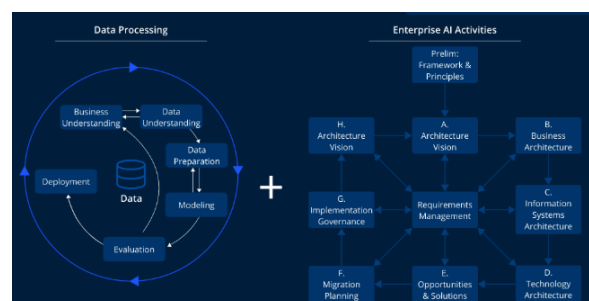 Data Processing
Business
Understanding
Data
Understanding
Data
Preparation
Modeling
Evaluation
Deployment
Data
+
Enterprise AI Activities
Prelim:
Framework &
Principles
H.
Architecture
Vision
A.
Architecture
Vision
B.
Business
Architecture
G.
Implementation
Governance
Requirements
Management
C.
Information
Systems
Architecture
F.
Migration
Planning
E.
Opportunities
& Solutions
D.
Technology
Architecture